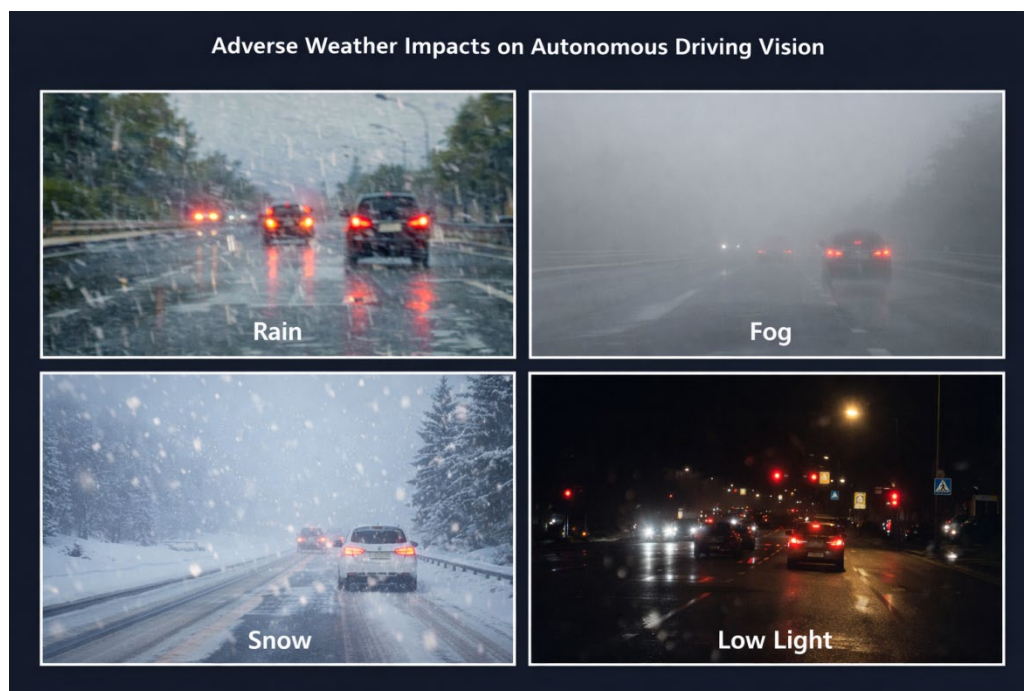 Adverse Weather Impacts on Autonomous Driving Vision
Rain
Fog
Snow
Low Light